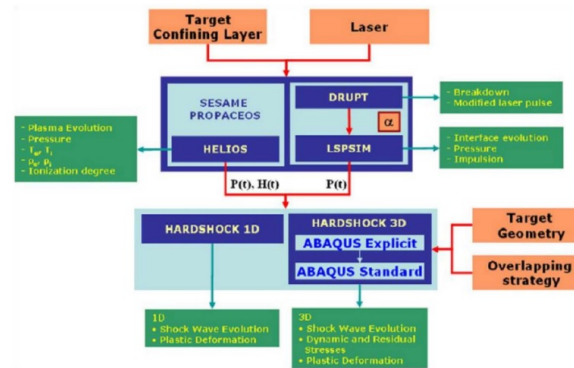 Target
Confining Layer
Laser
SESAME
PROPACEOS
HELIOS
DRUPT
α
LSPSIM
- Breakdown
- Modified laser pulse
- Plasma Evolution
- Pressure
- Te, Ti
- ρe, ρi
- Ionization degree
- Interface evolution
- Pressure
- Impulsion
P(t), H(t)
P(t)
HARDSHOCK 1D
HARDSHOCK 3D
ABAQUS Explicit
ABAQUS Standard
Target
Geometry
Overlapping
strategy
1D
• Shock Wave Evolution
• Plastic Deformation
3D
• Shock Wave Evolution
• Dynamic and Residual
Stresses
• Plastic Deformation